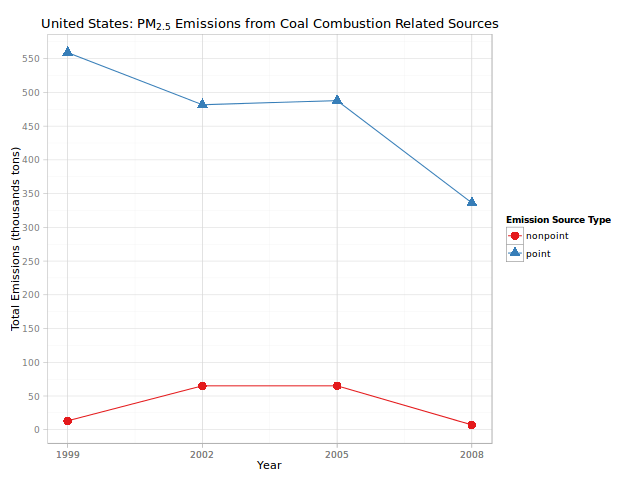 United States: PM2.5 Emissions from Coal Combustion Related Sources
Total Emissions (thousands tons)
550
500
450
400
350
300
250
200
150
100
50
0
1999 2002 2005 2008
Year
Emission Source Type
nonpoint
point